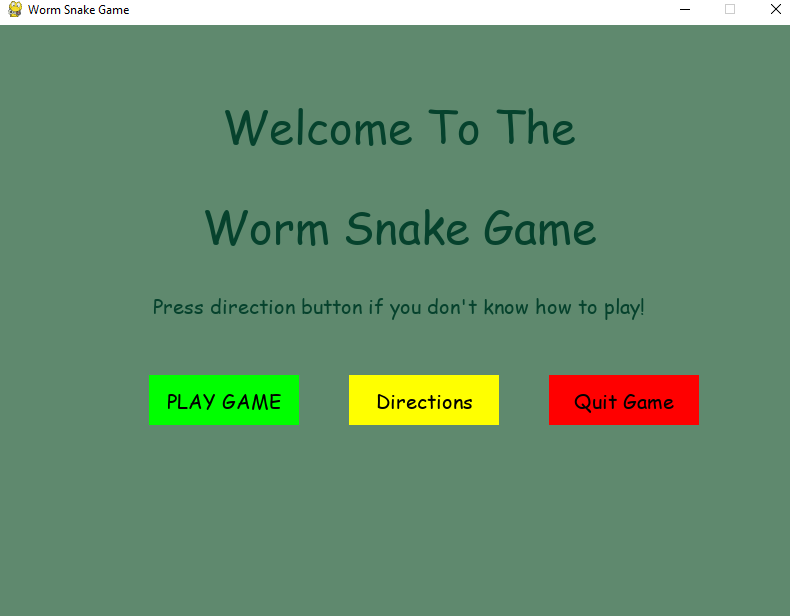 Worm Snake Game
Welcome To The
Worm Snake Game
Press direction button if you don't know how to play!
PLAY GAME
Directions
Quit Game